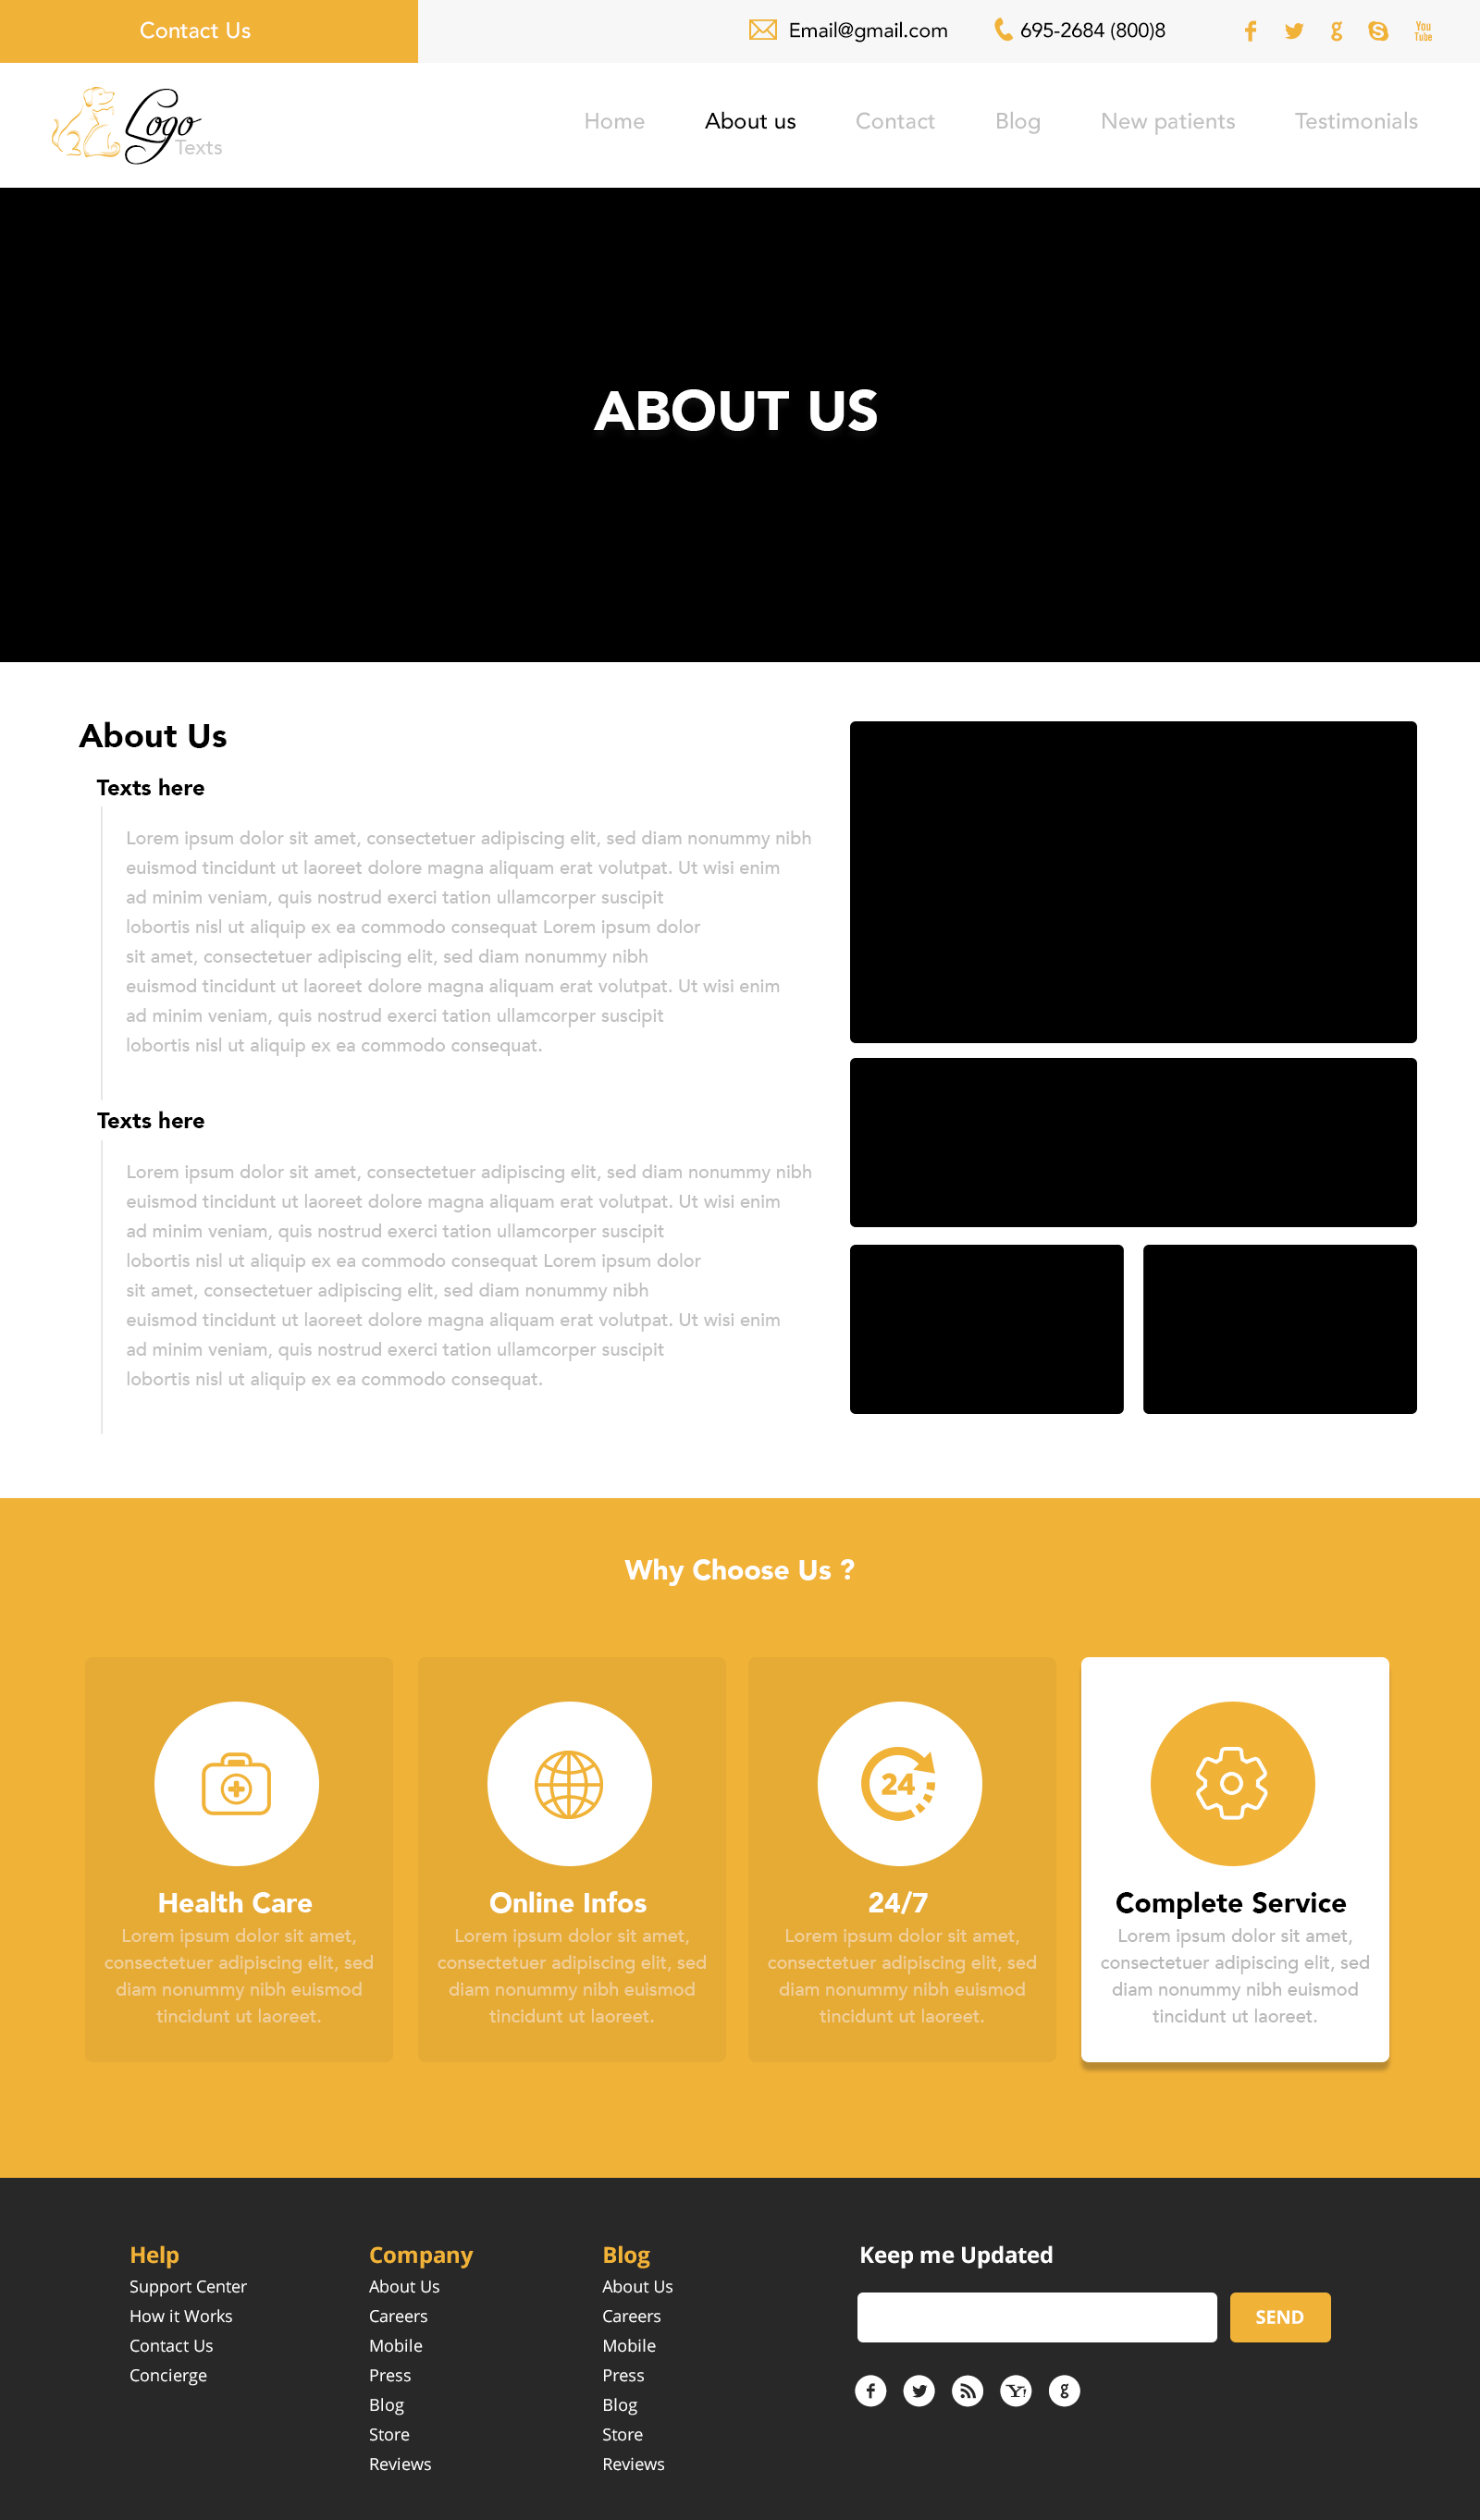 Contact Us
Email@gmail.com
695-2684 (800)8
You
Tube
Logo
Texts
Home
About us
Contact
Blog
New patients
Testimonials
ABOUT US
About Us
Texts here
Lorem ipsum dolor sit amet, consectetuer adipiscing elit, sed diam nonummy nibh
euismod tincidunt ut laoreet dolore magna aliquam erat volutpat. Ut wisi enim
ad minim veniam, quis nostrud exerci tation ullamcorper suscipit
lobortis nisl ut aliquip ex ea commodo consequat Lorem ipsum dolor
sit amet, consectetuer adipiscing elit, sed diam nonummy nibh
euismod tincidunt ut laoreet dolore magna aliquam erat volutpat. Ut wisi enim
ad minim veniam, quis nostrud exerci tation ullamcorper suscipit
lobortis nisl ut aliquip ex ea commodo consequat.
Texts here
Lorem ipsum dolor sit amet, consectetuer adipiscing elit, sed diam nonummy nibh
euismod tincidunt ut laoreet dolore magna aliquam erat volutpat. Ut wisi enim
ad minim veniam, quis nostrud exerci tation ullamcorper suscipit
lobortis nisl ut aliquip ex ea commodo consequat Lorem ipsum dolor
sit amet, consectetuer adipiscing elit, sed diam nonummy nibh
euismod tincidunt ut laoreet dolore magna aliquam erat volutpat. Ut wisi enim
ad minim veniam, quis nostrud exerci tation ullamcorper suscipit
lobortis nisl ut aliquip ex ea commodo consequat.
Why Choose Us ?
Health Care
Lorem ipsum dolor sit amet,
consectetuer adipiscing elit, sed
diam nonummy nibh euismod
tincidunt ut laoreet.
Online Infos
Lorem ipsum dolor sit amet,
consectetuer adipiscing elit, sed
diam nonummy nibh euismod
tincidunt ut laoreet.
24
24/7
Lorem ipsum dolor sit amet,
consectetuer adipiscing elit, sed
diam nonummy nibh euismod
tincidunt ut laoreet.
Complete Service
Lorem ipsum dolor sit amet,
consectetuer adipiscing elit, sed
diam nonummy nibh euismod
tincidunt ut laoreet.
Help
Support Center
How it Works
Contact Us
Concierge
Company
About Us
Careers
Mobile
Press
Blog
Store
Reviews
Blog
About Us
Careers
Mobile
Press
Blog
Store
Reviews
Keep me Updated
SEND